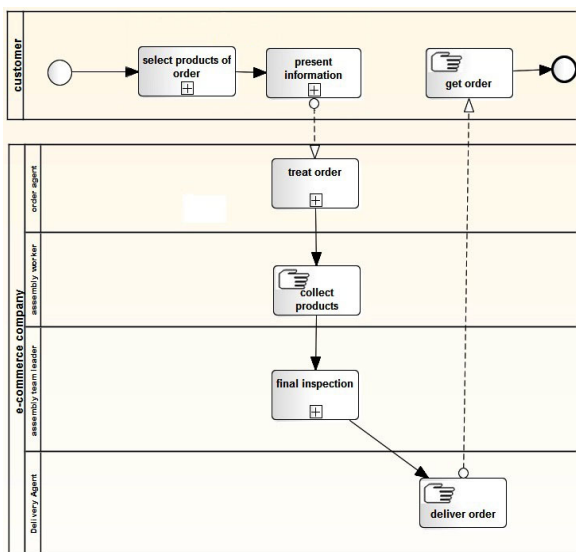 customer
select products of
order
present
information
get order
e-commerce company
order agent
treat order
assembly worker
collect
products
assembly team leader
final inspection
Delivery Agent
deliver order